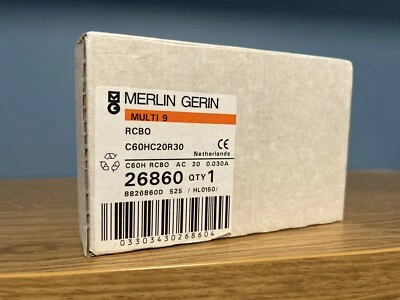 MG MERLIN GERIN
MULTI 9
RCBO
C60HC20R30
CE
Netherlands
C60H RCBO AC 20 0.030A
26860 QTY 1
8826860D 525 / HL0150/
03303430268604